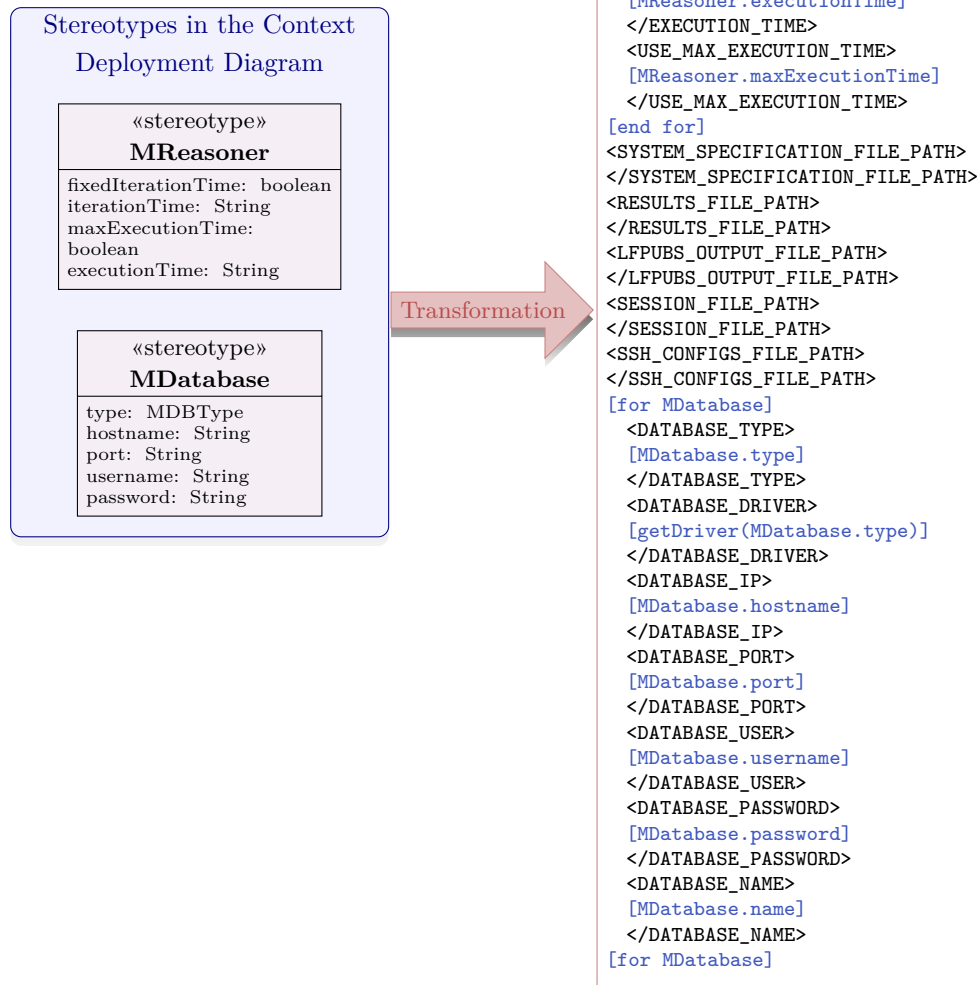 Stereotypes in the Context
Deployment Diagram
«stereotype»
MReasoner
fixedIterationTime: boolean
iterationTime: String
maxExecutionTime:
boolean
executionTime: String
«stereotype»
MDatabase
type: MDBType
hostname: String
port: String
username: String
password: String
Transformation
[MReasoner.executionTime]
</EXECUTION_TIME>
<USE_MAX_EXECUTION_TIME>
[MReasoner.maxExecutionTime]
</USE_MAX_EXECUTION_TIME>
[end for]
<SYSTEM_SPECIFICATION_FILE_PATH>
</SYSTEM_SPECIFICATION_FILE_PATH>
<RESULTS_FILE_PATH>
</RESULTS_FILE_PATH>
<LFPUBS_OUTPUT_FILE_PATH>
</LFPUBS_OUTPUT_FILE_PATH>
<SESSION_FILE_PATH>
</SESSION_FILE_PATH>
<SSH_CONFIGS_FILE_PATH>
</SSH_CONFIGS_FILE_PATH>
[for MDatabase]
<DATABASE_TYPE>
[MDatabase.type]
</DATABASE_TYPE>
<DATABASE_DRIVER>
[getDriver(MDatabase.type)]
</DATABASE_DRIVER>
<DATABASE_IP>
[MDatabase.hostname]
</DATABASE_IP>
<DATABASE_PORT>
[MDatabase.port]
</DATABASE_PORT>
<DATABASE_USER>
[MDatabase.username]
</DATABASE_USER>
<DATABASE_PASSWORD>
[MDatabase.password]
</DATABASE_PASSWORD>
<DATABASE_NAME>
[MDatabase.name]
</DATABASE_NAME>
[for MDatabase]